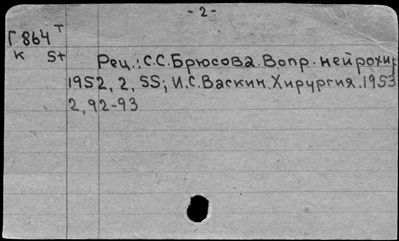 - 2 -
Г 864 т
к st
Рец.: С.С. Брюсова. Вопр. нейрохир.
1952, 2, 55; И.С. Васкин. Хирургия. 1953
2, 92-93